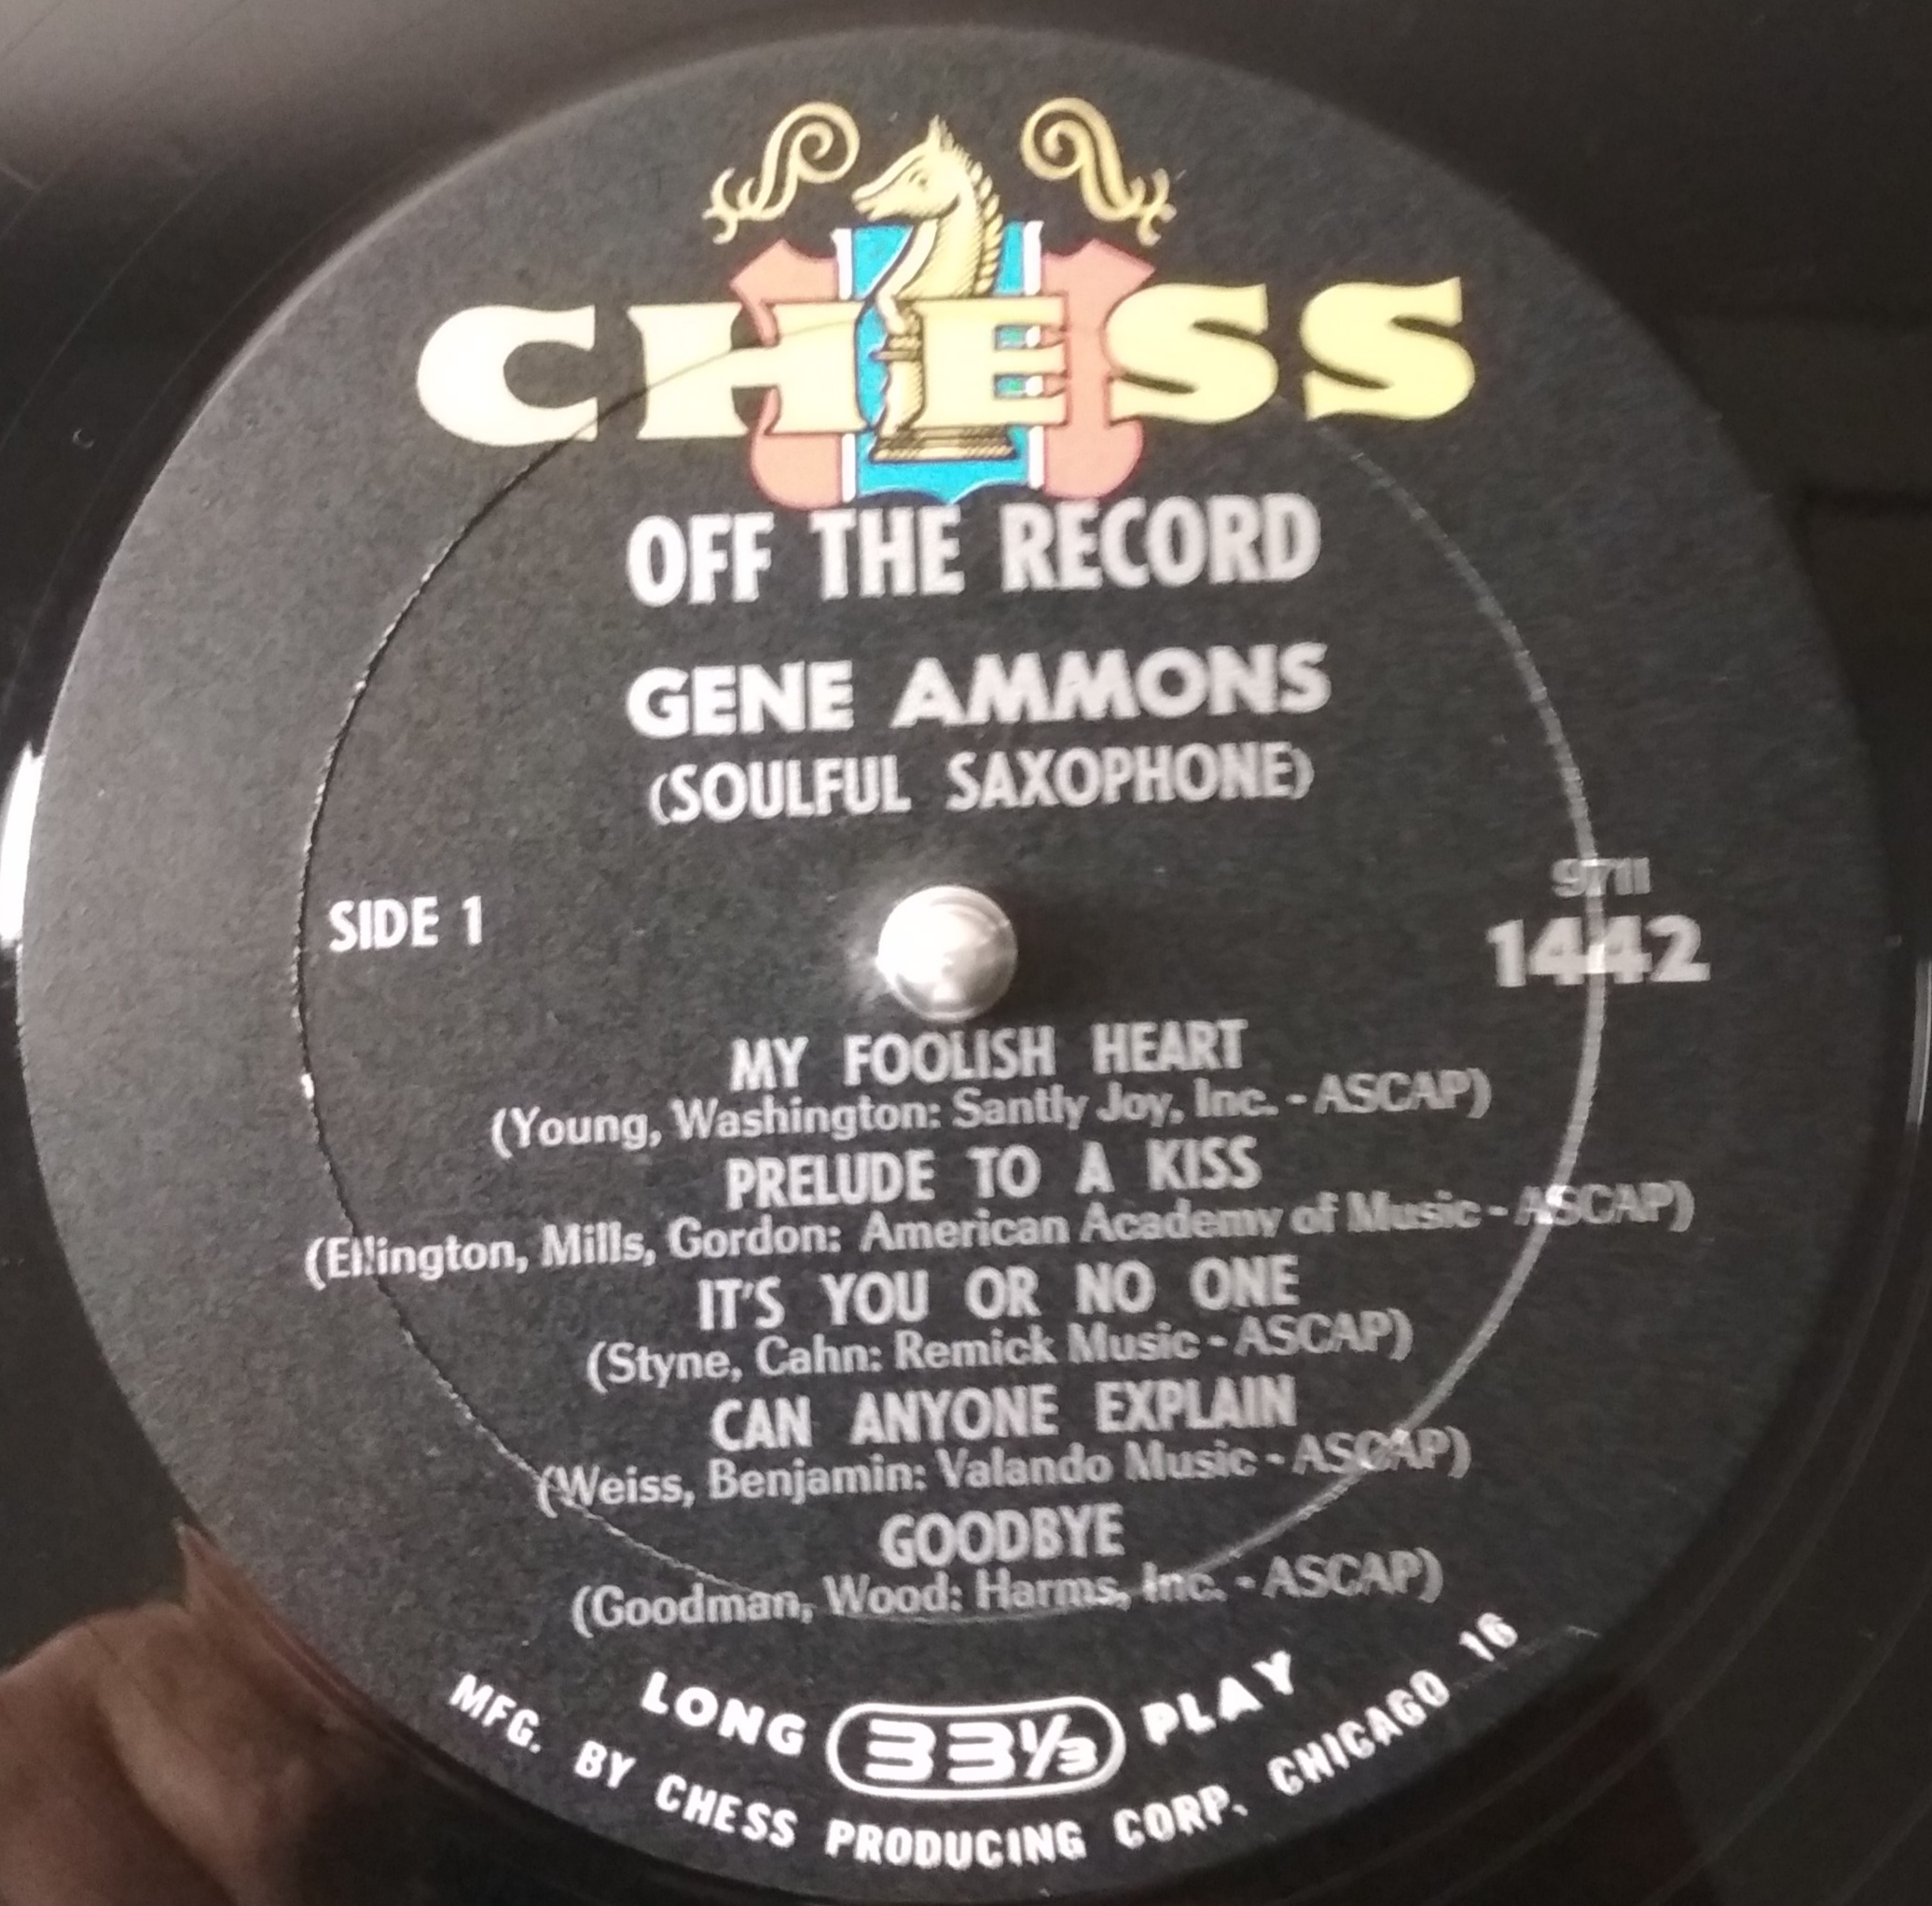 CHESS
OFF THE RECORD
GENE AMMONS
(SOULFUL SAXOPHONE)
SIDE 1
9711
1442
MY FOOLISH HEART
(Young, Washington: Santly Joy, Inc. - ASCAP)
PRELUDE TO A KISS
(Ellington, Mills, Gordon: American Academy of Music - ASCAP)
IT'S YOU OR NO ONE
(Styne, Cahn: Remick Music - ASCAP)
CAN ANYONE EXPLAIN
(Weiss, Benjamin: Valando Music - ASCAP)
GOODBYE
(Goodman, Wood: Harms, Inc. - ASCAP)
LONG 33⅓ PLAY
MFG. BY CHESS PRODUCING CORP. CHICAGO 16